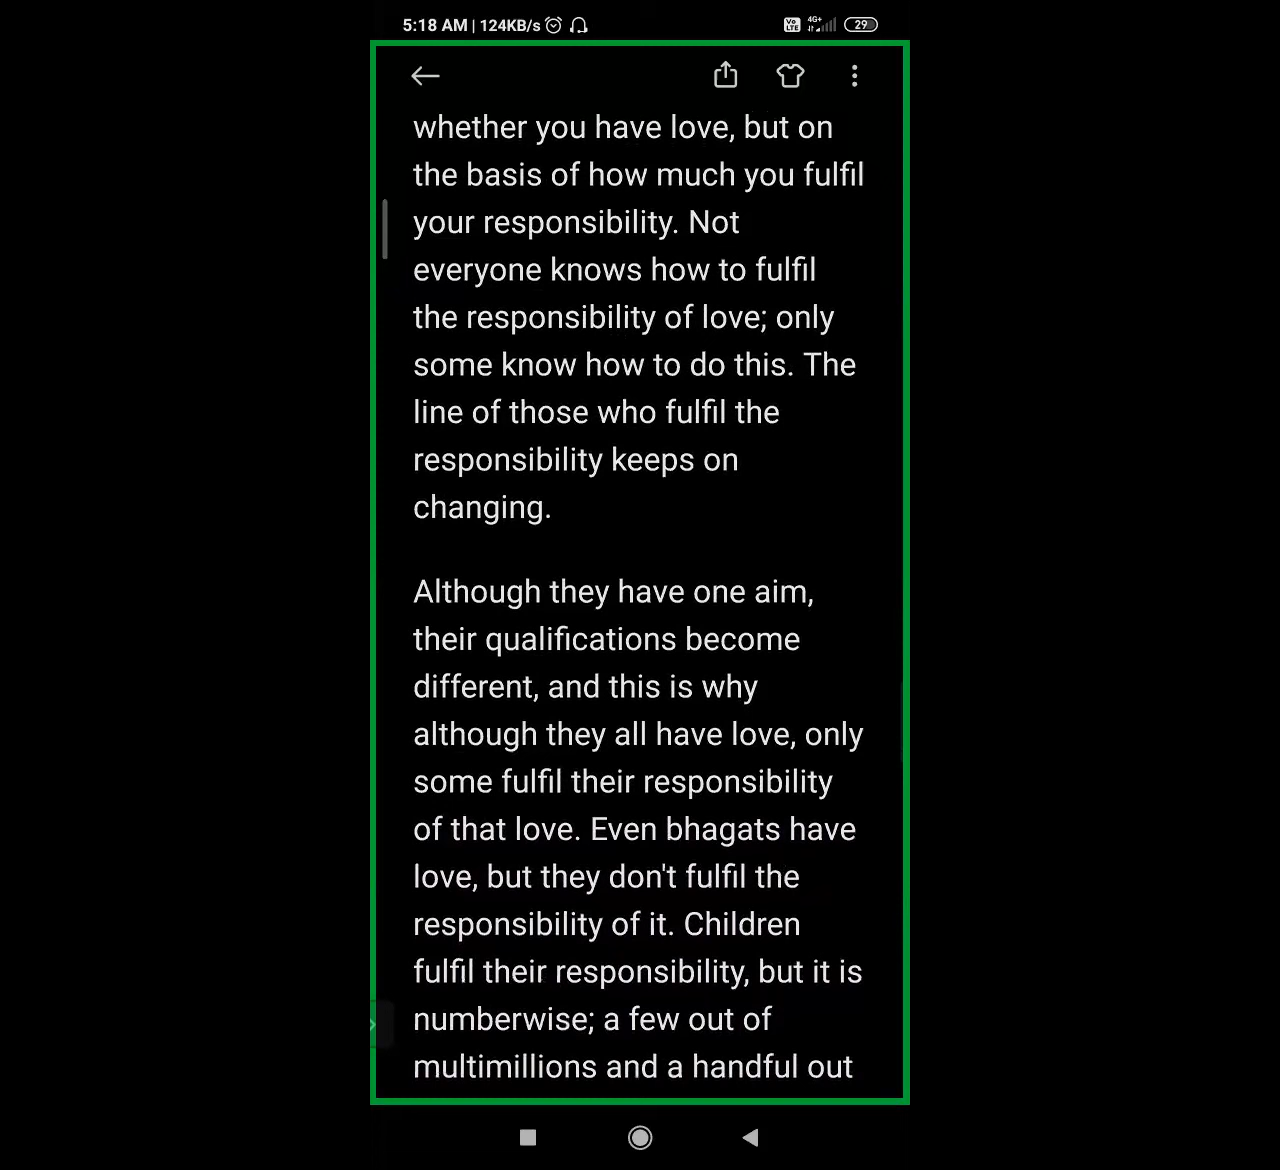 5:18 AM | 124KB/s Vo LTE 4G+ 29
whether you have love, but on
the basis of how much you fulfil
your responsibility. Not
everyone knows how to fulfil
the responsibility of love; only
some know how to do this. The
line of those who fulfil the
responsibility keeps on
changing.
Although they have one aim,
their qualifications become
different, and this is why
although they all have love, only
some fulfil their responsibility
of that love. Even bhagats have
love, but they don't fulfil the
responsibility of it. Children
fulfil their responsibility, but it is
numberwise; a few out of
multimillions and a handful out